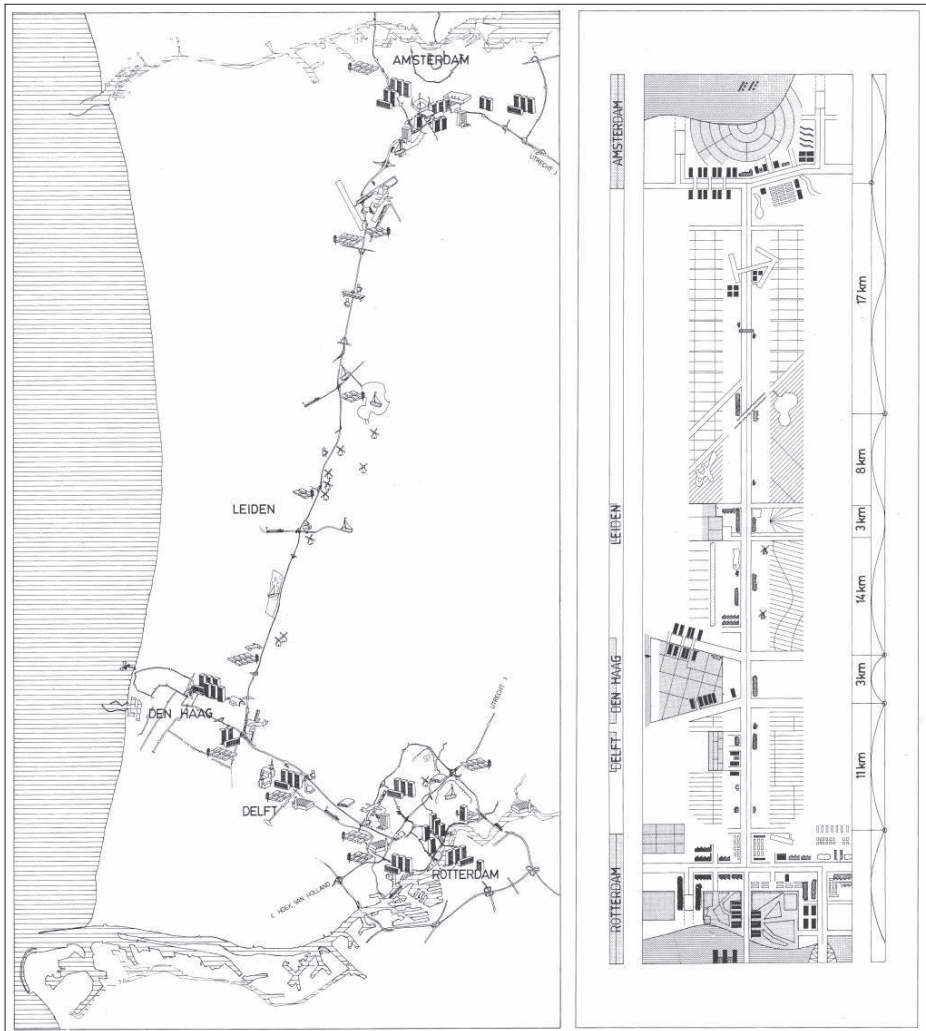 AMSTERDAM
UTRECHT
LEIDEN
DEN HAAG
UTRECHT
DELFT
ROTTERDAM
HOEK VAN HOLLAND
AMSTERDAM
LEIDEN
DEN HAAG
DELFT
ROTTERDAM
17 km
8 km
3 km
14 km
3 km
11 km